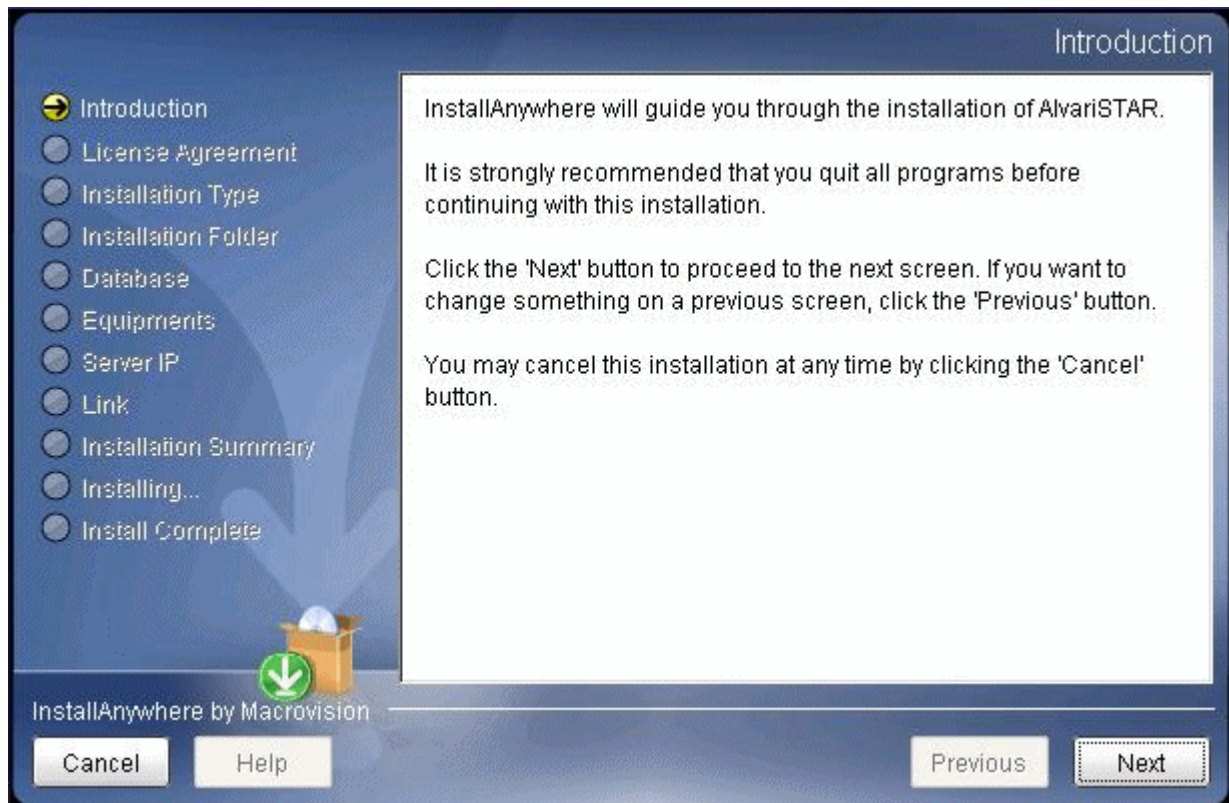 Introduction
Introduction
License Agreement
Installation Type
Installation Folder
Database
Equipments
Server IP
Link
Installation Summary
Installing...
Install Complete
InstallAnywhere will guide you through the installation of AlvariSTAR.
It is strongly recommended that you quit all programs before
continuing with this installation.
Click the 'Next' button to proceed to the next screen. If you want to
change something on a previous screen, click the 'Previous' button.
You may cancel this installation at any time by clicking the 'Cancel'
button.
InstallAnywhere by Macrovision
Cancel
Help
Previous
Next